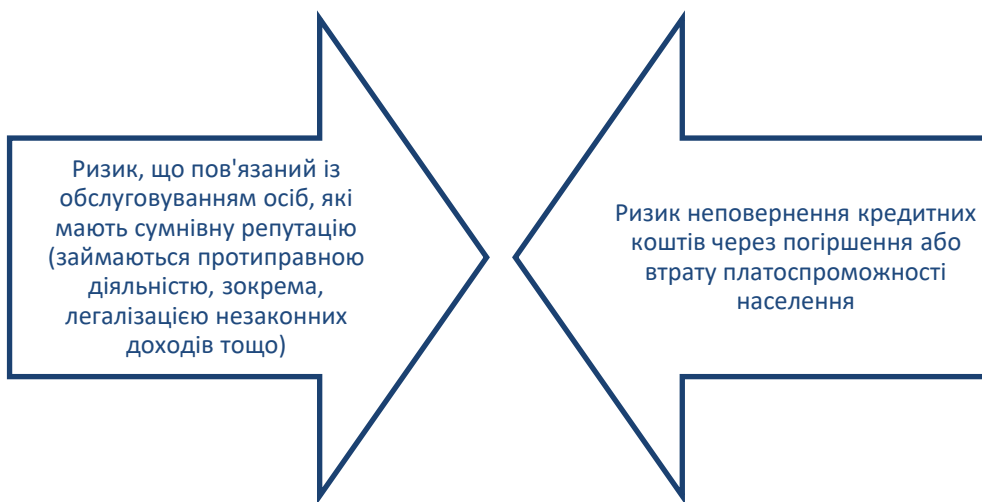 Ризик, що пов'язаний із
обслуговуванням осіб, які
мають сумнівну репутацію
(займаються протиправною
діяльністю, зокрема,
легалізацією незаконних
доходів тощо)
Ризик неповернення кредитних
коштів через погіршення або
втрату платоспроможності
населення